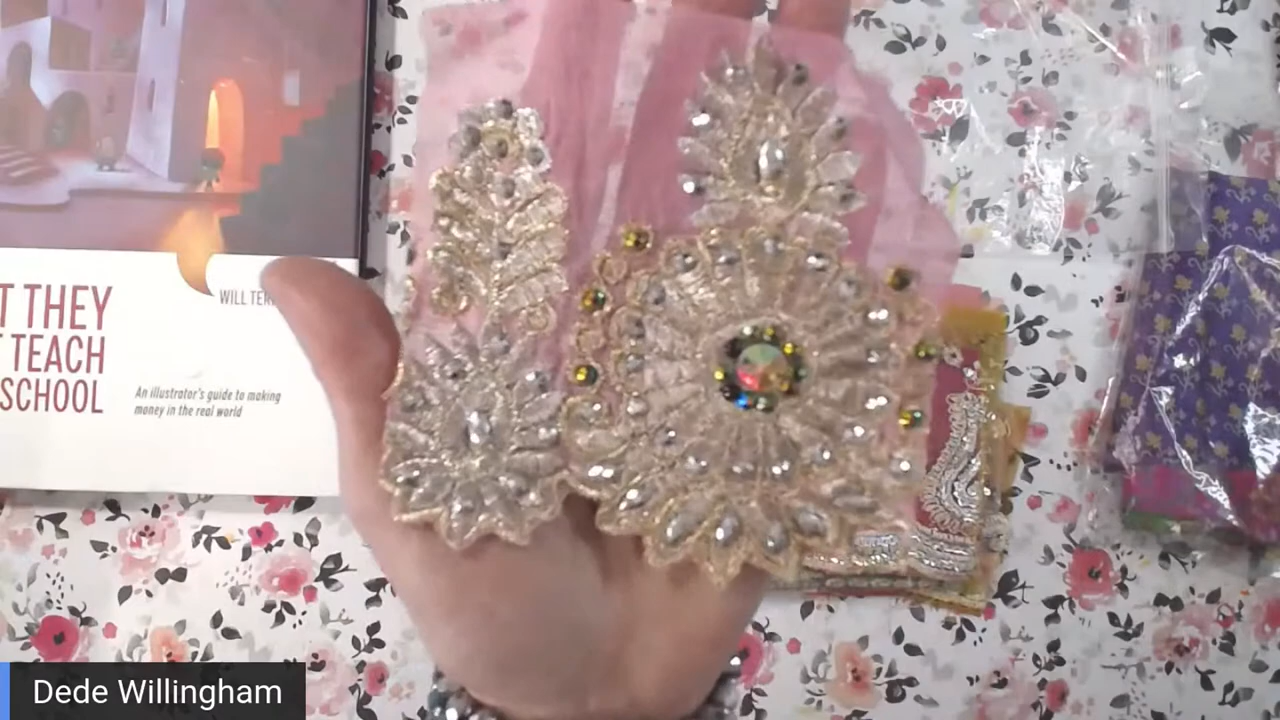 T THEY
T TEACH
SCHOOL
WILL TER
An illustrator's guide to making
money in the real world
Dede Willingham